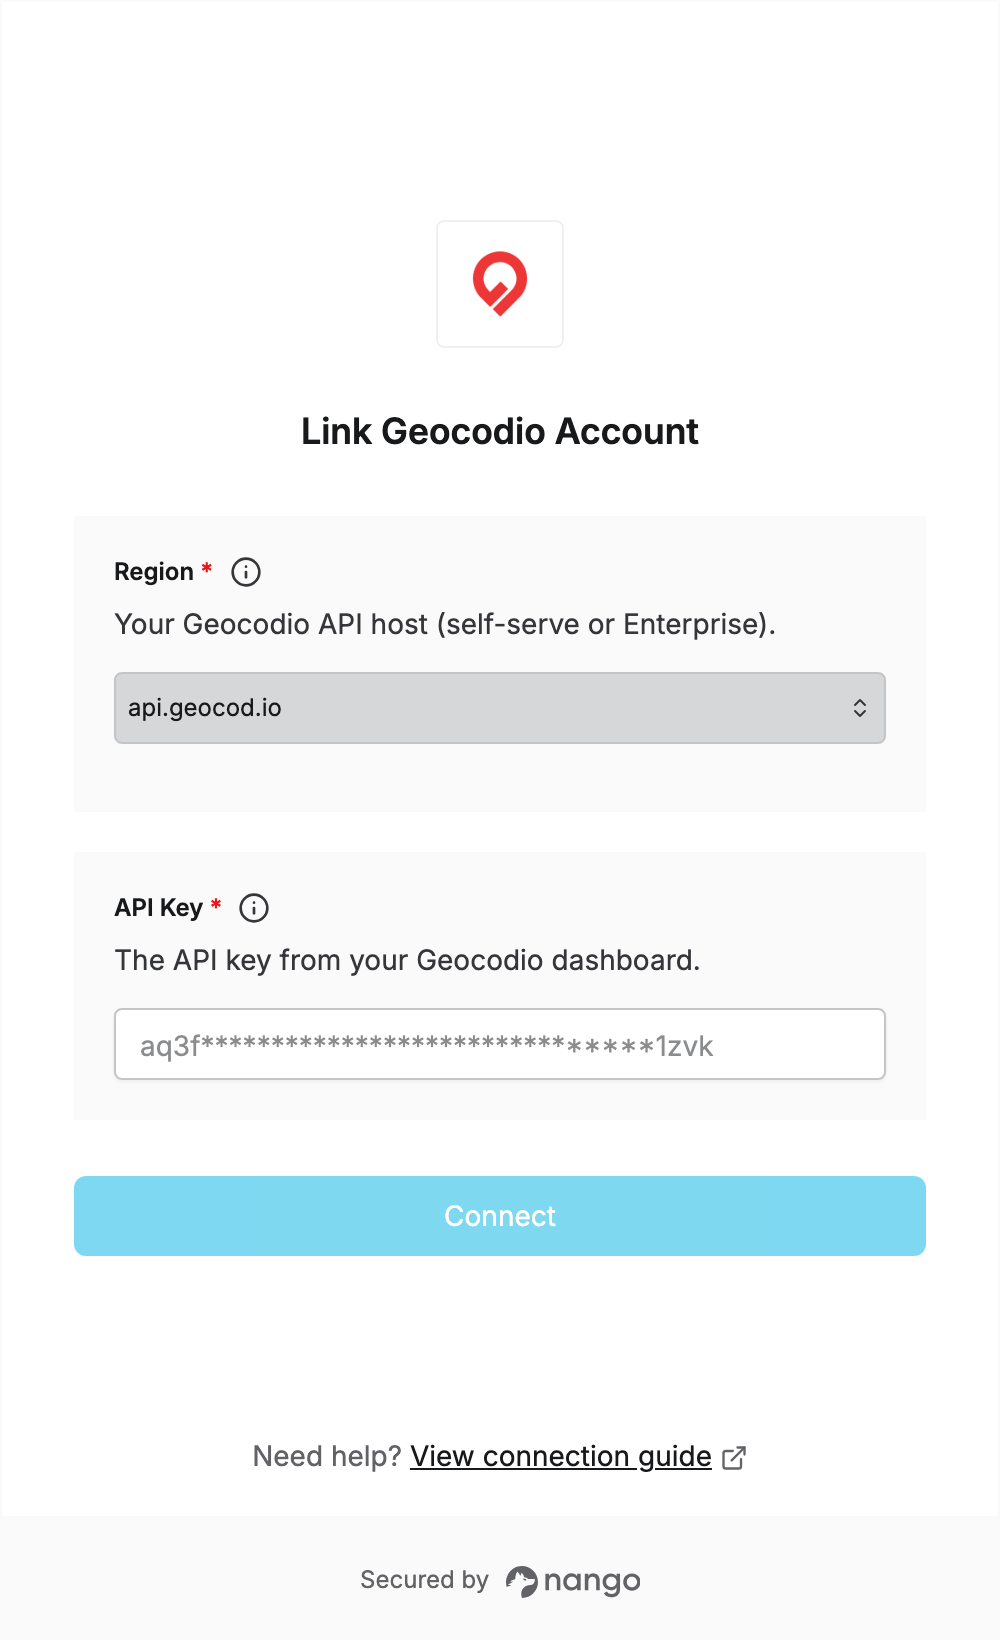 Link Geocodio Account
Region *
Your Geocodio API host (self-serve or Enterprise).
api.geocod.io
API Key *
The API key from your Geocodio dashboard.
aq3f********************************1zvk
Connect
Need help? View connection guide
Secured by nango